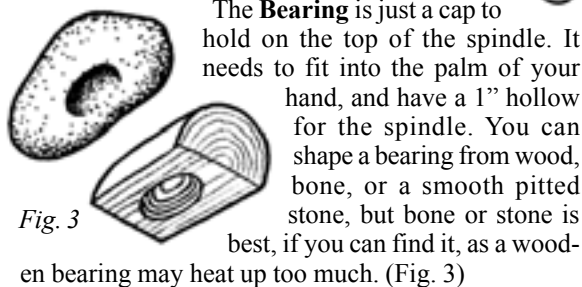 The Bearing is just a cap to
hold on the top of the spindle. It
needs to fit into the palm of your
hand, and have a 1” hollow
for the spindle. You can
shape a bearing from wood,
bone, or a smooth pitted
stone, but bone or stone is
best, if you can find it, as a wood-
en bearing may heat up too much. (Fig. 3)
Fig. 3